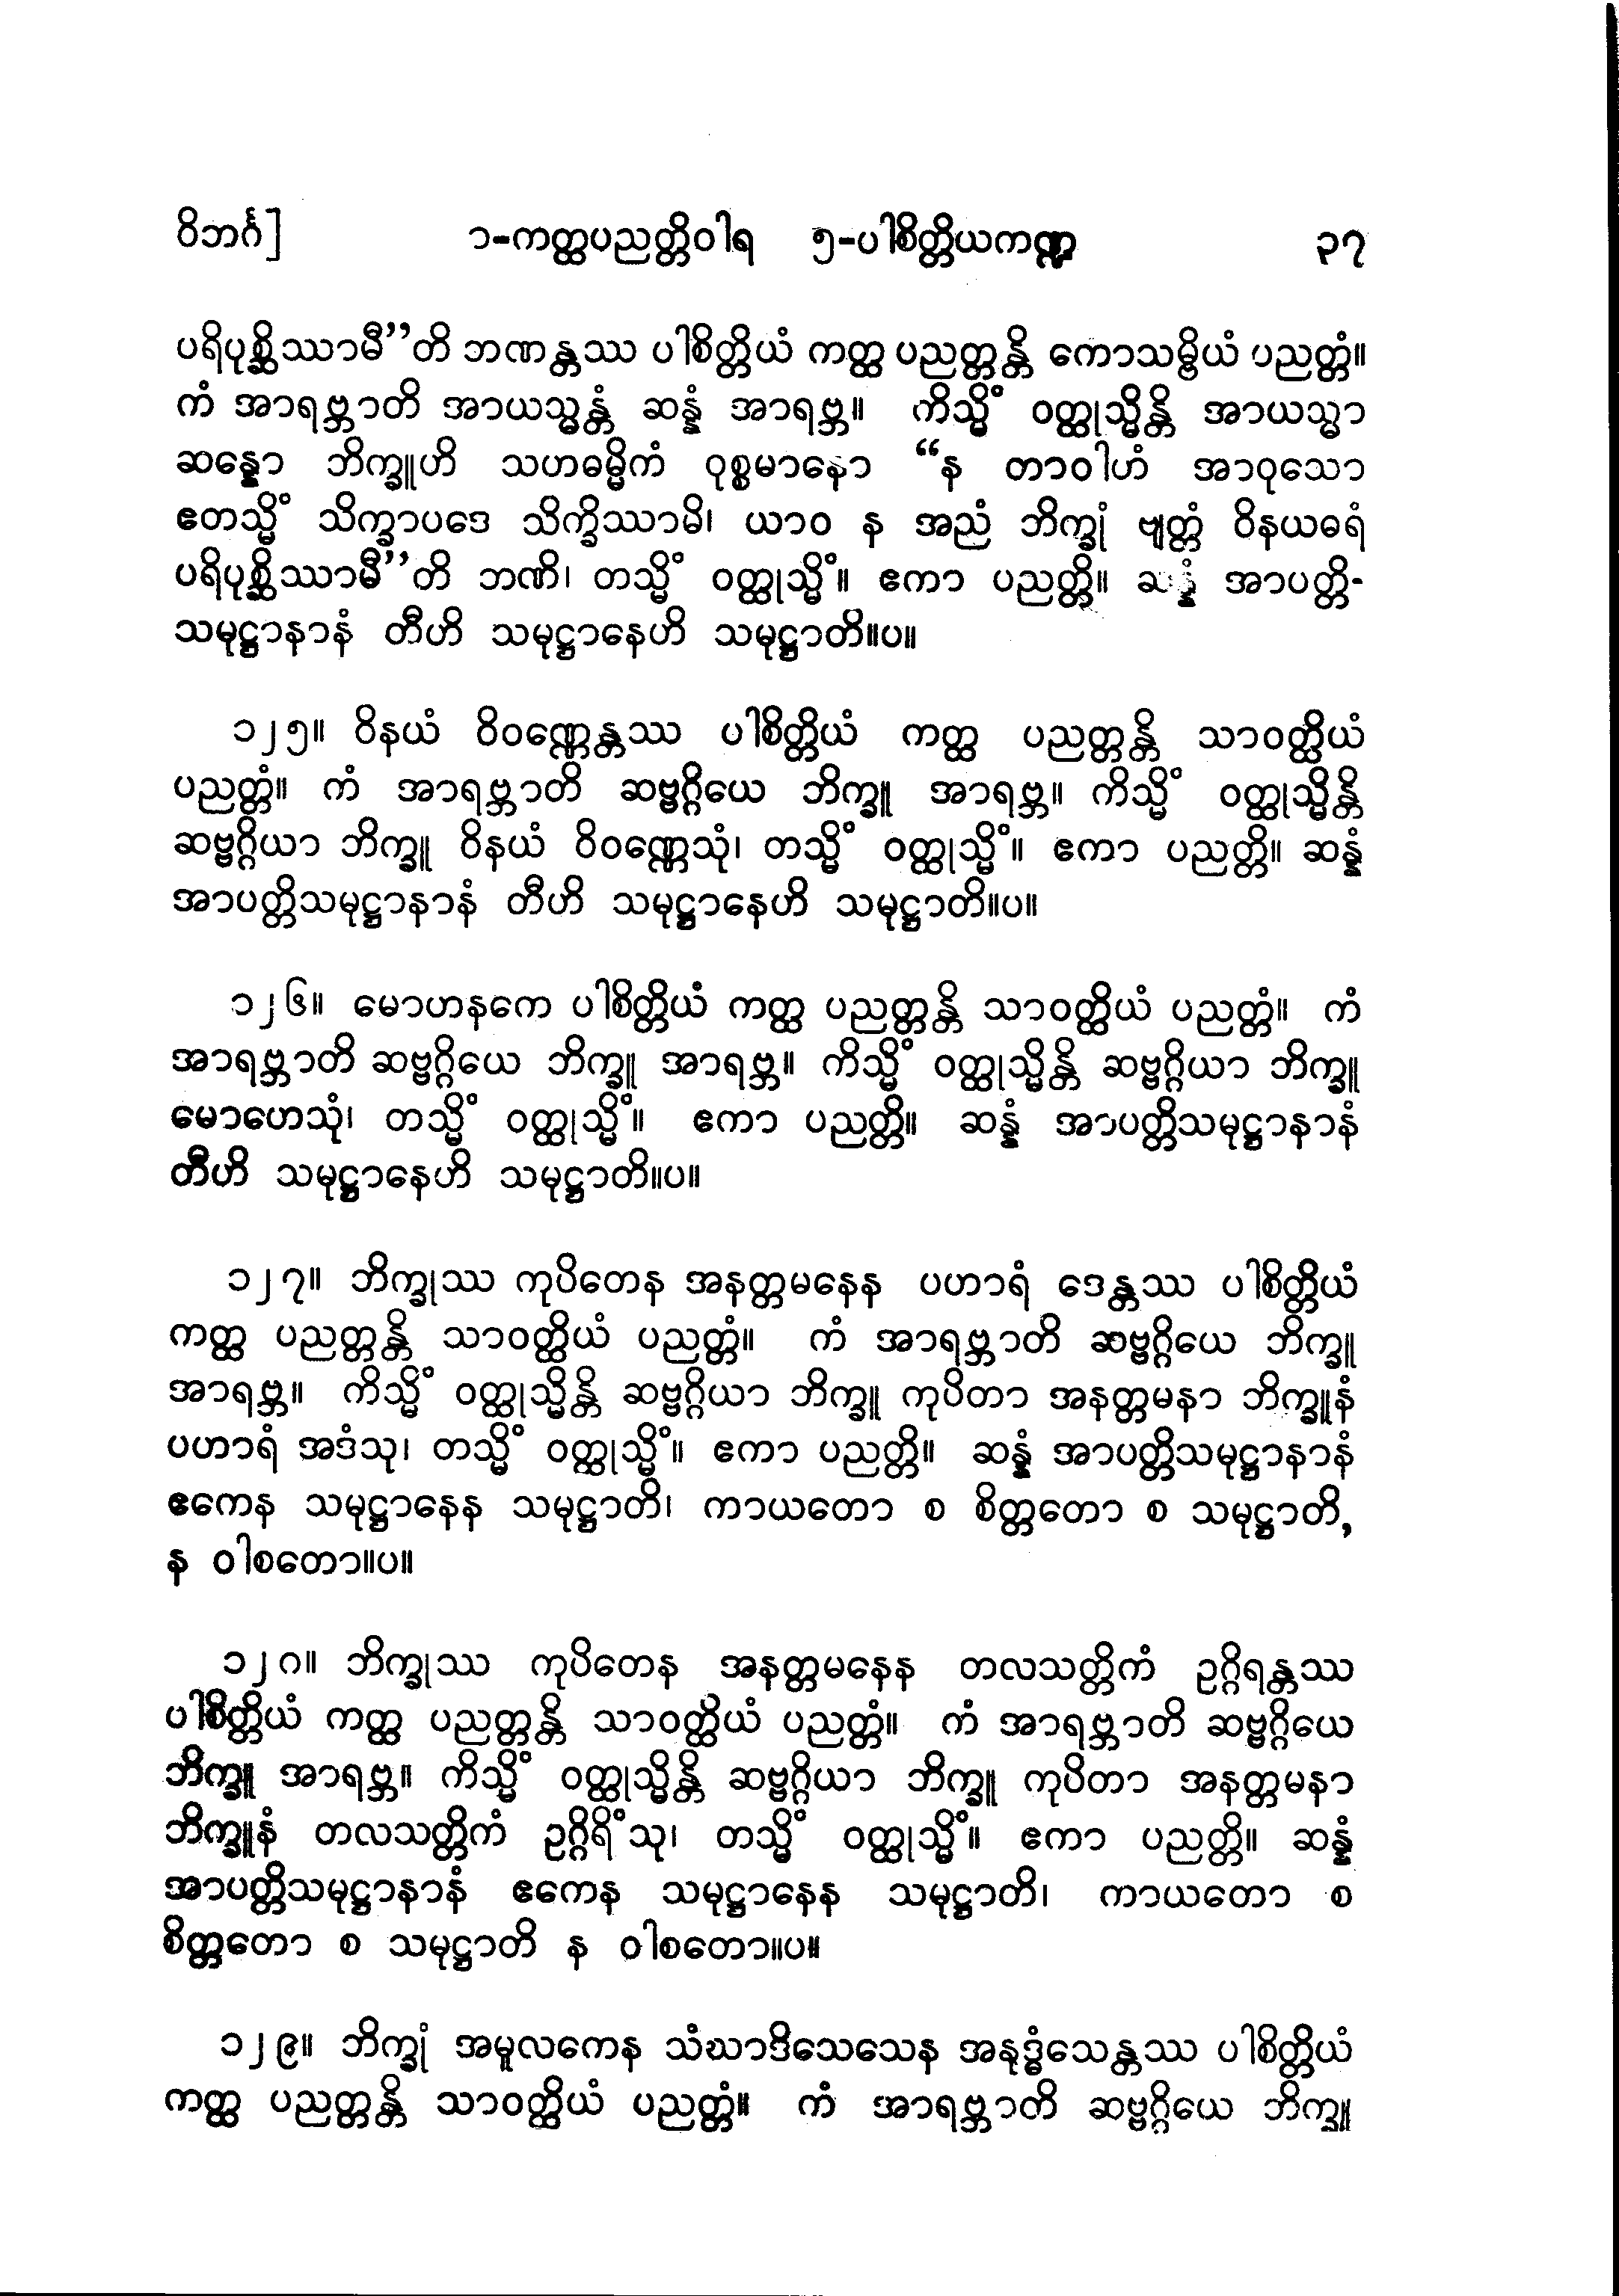 ဝိဘင်္ဂ] ၁-ကတ္ထပညတ္တိဝါရ ၅-ပါစိတ္တိယကဏ္ဍ ၃၇
ပရိပုစ္ဆိဿာမီ”တိ ဘဏန္တဿ ပါစိတ္တိယံ ကတ္ထ ပညတ္တန္တိ ကောသမ္ဗိယံ ပညတ္တံ။
ကံ အာရဗ္ဘာတိ အာယသ္မန္တံ ဆန္နံ အာရဗ္ဘ။ ကိသ္မိံ ဝတ္ထုသ္မိန္တိ အာယသ္မာ
ဆန္နော ဘိက္ခူဟိ သဟဓမ္မိကံ ဝုစ္စမာနော “န တာဝါဟံ အာဝုသော
ဧတသ္မိံ သိက္ခာပဒေ သိက္ခိဿာမိ၊ ယာဝ န အညံ ဘိက္ခုံ ဗျတ္တံ ဝိနယဓရံ
ပရိပုစ္ဆိဿာမီ”တိ ဘဏိ၊ တသ္မိံ ဝတ္ထုသ္မိံ။ ဧကာ ပညတ္တိ။ ဆန္နံ အာပတ္တိ-
သမုဋ္ဌာနာနံ တီဟိ သမုဋ္ဌာနေဟိ သမုဋ္ဌာတိ။ပ။
၁၂၅။ ဝိနယံ ဝိဝဏ္ဏေန္တဿ ပါစိတ္တိယံ ကတ္ထ ပညတ္တန္တိ သာဝတ္ထိယံ
ပညတ္တံ။ ကံ အာရဗ္ဘာတိ ဆဗ္ဗဂ္ဂိယေ ဘိက္ခူ အာရဗ္ဘ။ ကိသ္မိံ ဝတ္ထုသ္မိန္တိ
ဆဗ္ဗဂ္ဂိယာ ဘိက္ခူ ဝိနယံ ဝိဝဏ္ဏေသုံ၊ တသ္မိံ ဝတ္ထုသ္မိံ။ ဧကာ ပညတ္တိ။ ဆန္နံ
အာပတ္တိသမုဋ္ဌာနာနံ တီဟိ သမုဋ္ဌာနေဟိ သမုဋ္ဌာတိ။ပ။
၁၂၆။ မောဟနကေ ပါစိတ္တိယံ ကတ္ထ ပညတ္တန္တိ သာဝတ္ထိယံ ပညတ္တံ။ ကံ
အာရဗ္ဘာတိ ဆဗ္ဗဂ္ဂိယေ ဘိက္ခူ အာရဗ္ဘ။ ကိသ္မိံ ဝတ္ထုသ္မိန္တိ ဆဗ္ဗဂ္ဂိယာ ဘိက္ခူ
မောဟေသုံ၊ တသ္မိံ ဝတ္ထုသ္မိံ။ ဧကာ ပညတ္တိ။ ဆန္နံ အာပတ္တိသမုဋ္ဌာနာနံ
တီဟိ သမုဋ္ဌာနေဟိ သမုဋ္ဌာတိ။ပ။
၁၂၇။ ဘိက္ခုဿ ကုပိတေန အနတ္တမနေန ပဟာရံ ဒေန္တဿ ပါစိတ္တိယံ
ကတ္ထ ပညတ္တန္တိ သာဝတ္ထိယံ ပညတ္တံ။ ကံ အာရဗ္ဘာတိ ဆဗ္ဗဂ္ဂိယေ ဘိက္ခူ
အာရဗ္ဘ။ ကိသ္မိံ ဝတ္ထုသ္မိန္တိ ဆဗ္ဗဂ္ဂိယာ ဘိက္ခူ ကုပိတာ အနတ္တမနာ ဘိက္ခူနံ
ပဟာရံ အဒံသု၊ တသ္မိံ ဝတ္ထုသ္မိံ။ ဧကာ ပညတ္တိ။ ဆန္နံ အာပတ္တိသမုဋ္ဌာနာနံ
ဧကေန သမုဋ္ဌာနေန သမုဋ္ဌာတိ၊ ကာယတော စ စိတ္တတော စ သမုဋ္ဌာတိ,
န ဝါစတော။ပ။
၁၂၈။ ဘိက္ခုဿ ကုပိတေန အနတ္တမနေန တလသတ္တိကံ ဥဂ္ဂိရန္တဿ
ပါစိတ္တိယံ ကတ္ထ ပညတ္တန္တိ သာဝတ္ထိယံ ပညတ္တံ။ ကံ အာရဗ္ဘာတိ ဆဗ္ဗဂ္ဂိယေ
ဘိက္ခူ အာရဗ္ဘ။ ကိသ္မိံ ဝတ္ထုသ္မိန္တိ ဆဗ္ဗဂ္ဂိယာ ဘိက္ခူ ကုပိတာ အနတ္တမနာ
ဘိက္ခူနံ တလသတ္တိကံ ဥဂ္ဂိရိံသု၊ တသ္မိံ ဝတ္ထုသ္မိံ။ ဧကာ ပညတ္တိ။ ဆန္နံ
အာပတ္တိသမုဋ္ဌာနာနံ ဧကေန သမုဋ္ဌာနေန သမုဋ္ဌာတိ၊ ကာယတော စ
စိတ္တတော စ သမုဋ္ဌာတိ န ဝါစတော။ပ။
၁၂၉။ ဘိက္ခုံ အမူလကေန သံဃာဒိသေသေန အနုဒ္ဓံသေန္တဿ ပါစိတ္တိယံ
ကတ္ထ ပညတ္တန္တိ သာဝတ္ထိယံ ပညတ္တံ။ ကံ အာရဗ္ဘာတိ ဆဗ္ဗဂ္ဂိယေ ဘိက္ခူ